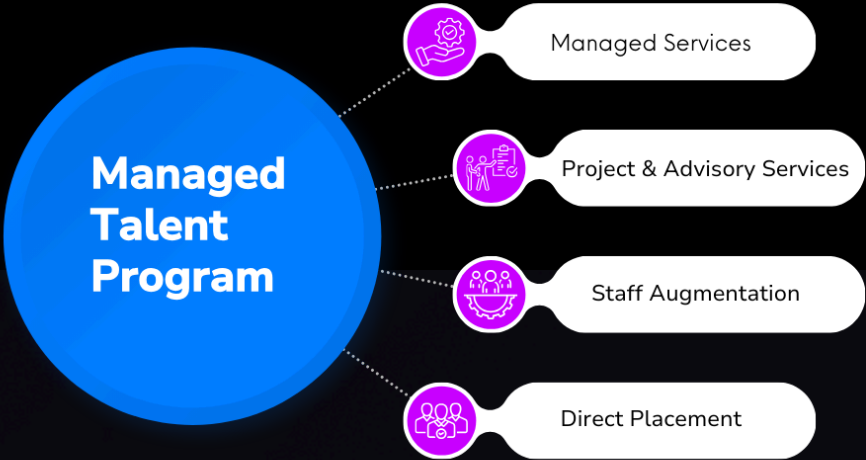 Managed
Talent
Program
Managed Services
Project & Advisory Services
Staff Augmentation
Direct Placement